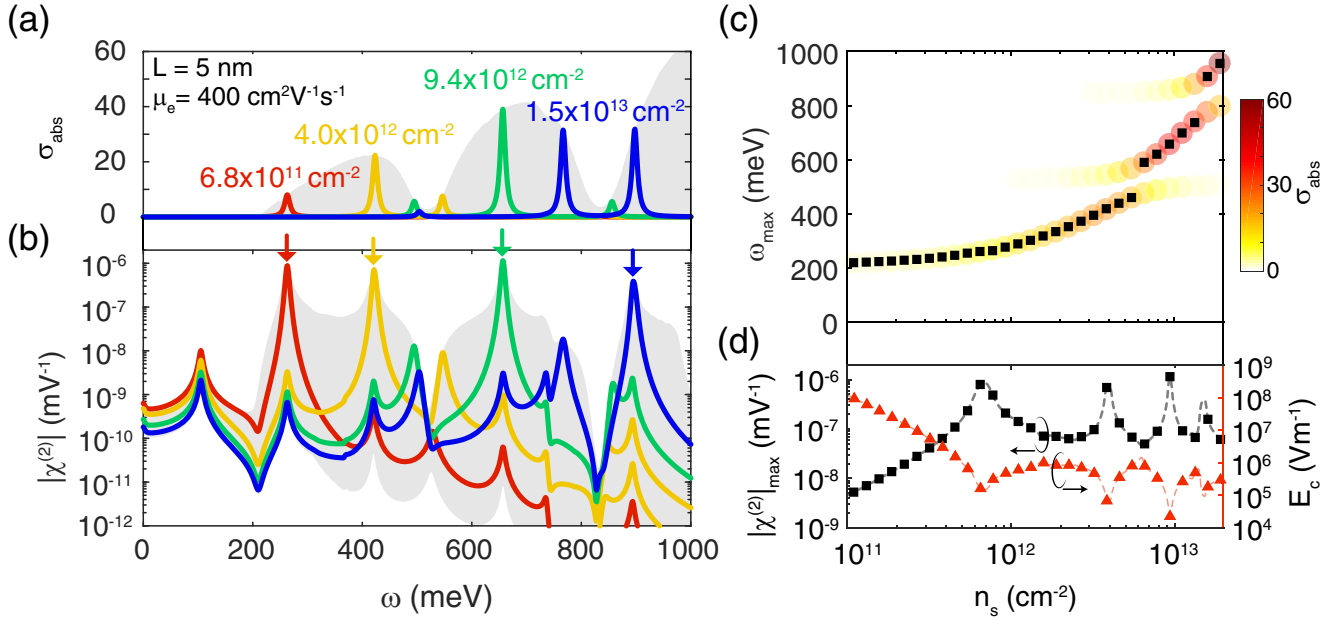 (a)
60
40
20
0
σabs
L = 5 nm
μe= 400 cm²V⁻¹s⁻¹
9.4x10¹² cm⁻²
1.5x10¹³ cm⁻²
4.0x10¹² cm⁻²
6.8x10¹¹ cm⁻²
(b)
10⁻⁶
10⁻⁷
10⁻⁸
10⁻⁹
10⁻¹⁰
10⁻¹¹
10⁻¹²
|χ⁽²⁾| (mV⁻¹)
0 200 400 600 800 1000
ω (meV)
(c)
1000
800
600
400
200
0
ωmax (meV)
60
30
0
σabs
(d)
10⁻⁶
10⁻⁷
10⁻⁸
10⁻⁹
|χ⁽²⁾|max (mV⁻¹)
10⁹
10⁸
10⁷
10⁶
10⁵
10⁴
Ec (Vm⁻¹)
10¹¹ 10¹² 10¹³
ns (cm⁻²)